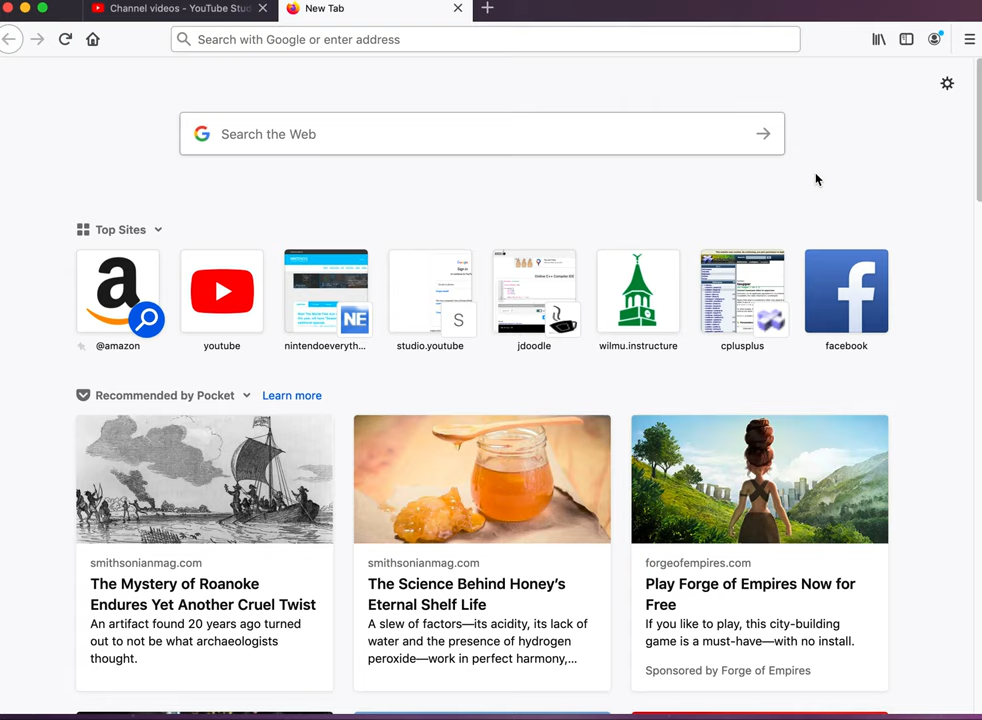 Channel videos - YouTube Stud
New Tab
Search with Google or enter address
Search the Web
Top Sites
NE
S
@amazon
youtube
nintendoeveryth...
studio.youtube
jdoodle
wilmu.instructure
cplusplus
facebook
Recommended by Pocket
Learn more
smithsonianmag.com
The Mystery of Roanoke
Endures Yet Another Cruel Twist
An artifact found 20 years ago turned
out to not be what archaeologists
thought.
smithsonianmag.com
The Science Behind Honey's
Eternal Shelf Life
A slew of factors—its acidity, its lack of
water and the presence of hydrogen
peroxide—work in perfect harmony,...
forgeofempires.com
Play Forge of Empires Now for
Free
If you like to play, this city-building
game is a must-have—with no install.
Sponsored by Forge of Empires